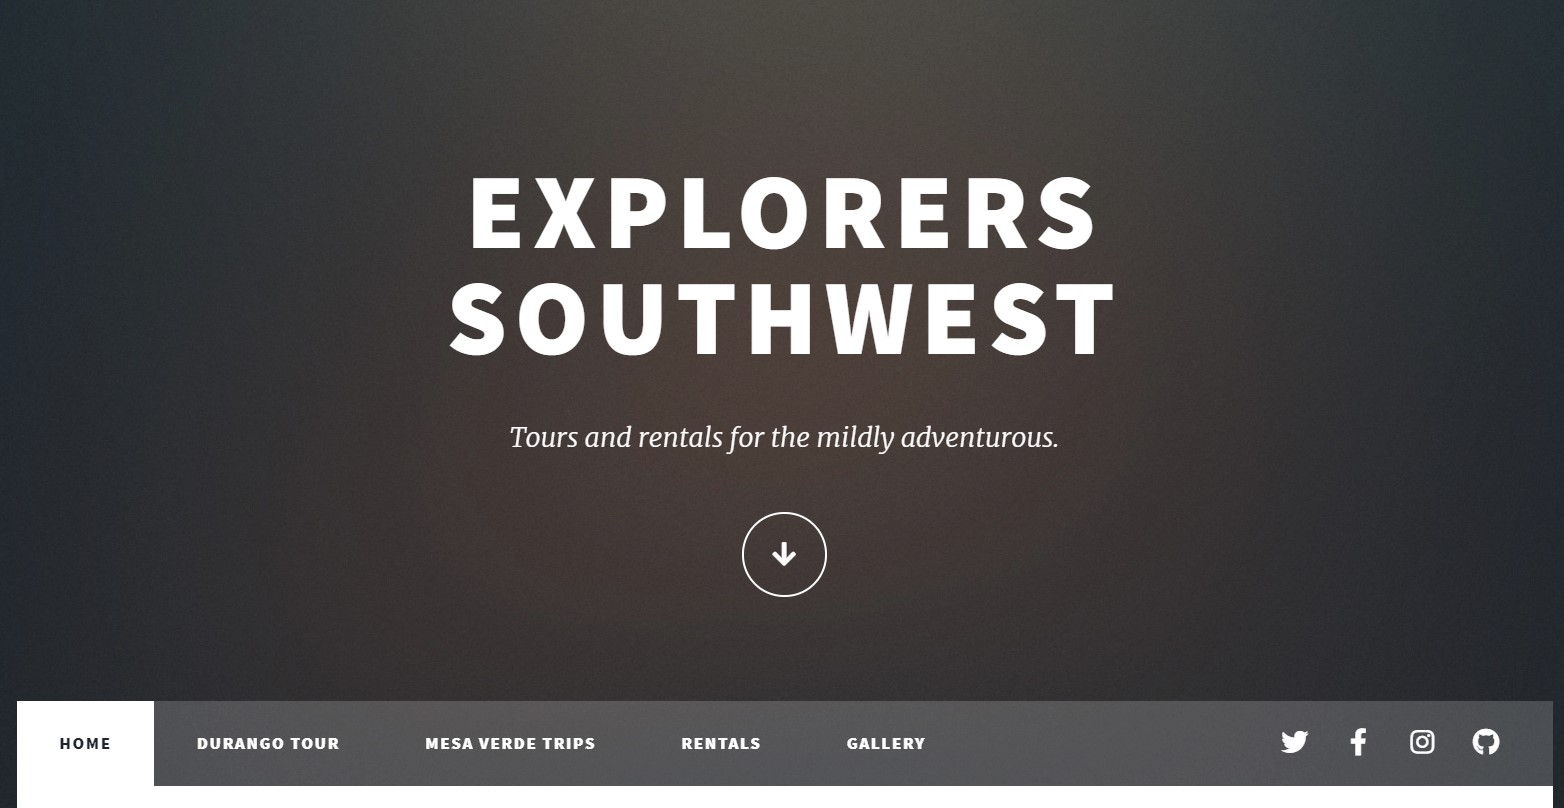 EXPLORERS
SOUTHWEST
Tours and rentals for the mildly adventurous.
HOME DURANGO TOUR MESA VERDE TRIPS RENTALS GALLERY